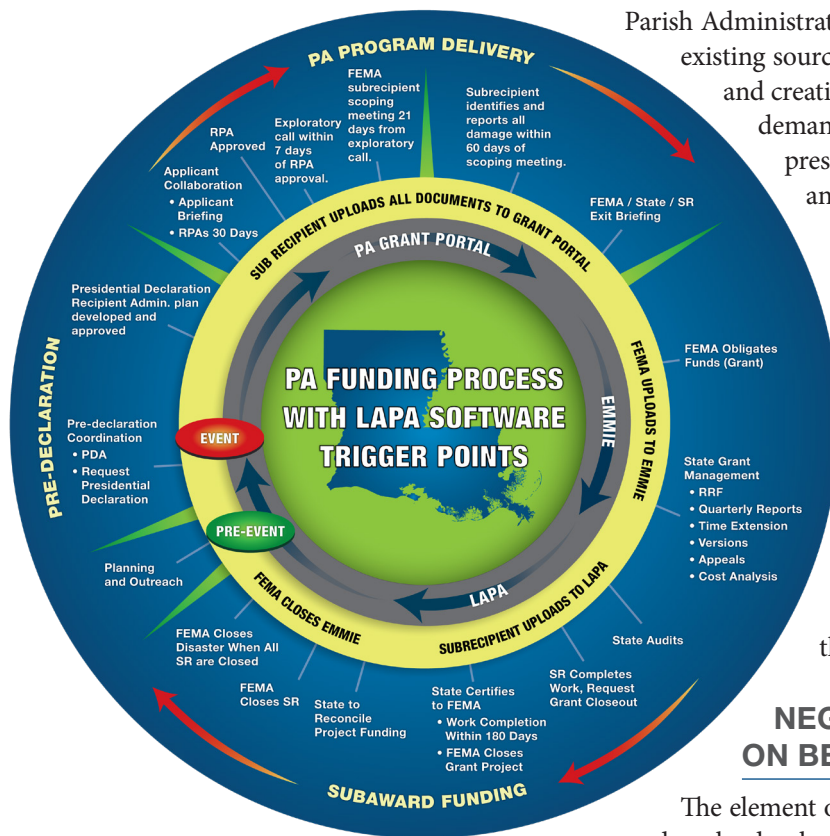 PA PROGRAM DELIVERY
FEMA
subrecipient
scoping
meeting 21
days from
exploratory
call.
Subrecipient
identifies and
reports all
damage within
60 days of
scoping meeting.
Exploratory
call within
7 days
of RPA
approval.
RPA
Approved
Applicant
Collaboration
• Applicant
Briefing
• RPAs 30 Days
FEMA / State / SR
Exit Briefing
SUB RECIPIENT UPLOADS ALL DOCUMENTS TO GRANT PORTAL
PA GRANT PORTAL
Presidential Declaration
Recipient Admin. plan
developed and
approved
PRE-DECLARATION
FEMA Obligates
Funds (Grant)
FEMA UPLOADS TO EMMIE
EMMIE
PA FUNDING PROCESS
WITH LAPA SOFTWARE
TRIGGER POINTS
EVENT
Pre-declaration
Coordination
• PDA
• Request
Presidential
Declaration
State Grant
Management
• RRF
• Quarterly Reports
• Time Extension
• Versions
• Appeals
• Cost Analysis
PRE-EVENT
Planning
and Outreach
LAPA
FEMA CLOSES EMMIE
SUBRECIPIENT UPLOADS TO LAPA
State Audits
FEMA Closes
Disaster When All
SR are Closed
SR Completes
Work, Request
Grant Closeout
FEMA
Closes SR
State to
Reconcile
Project Funding
State Certifies
to FEMA
• Work Completion
Within 180 Days
• FEMA Closes
Grant Project
SUBAWARD FUNDING
Parish Administrat
existing sourc
and creati
deman
pres
an
th
NEG
ON BE
The element o